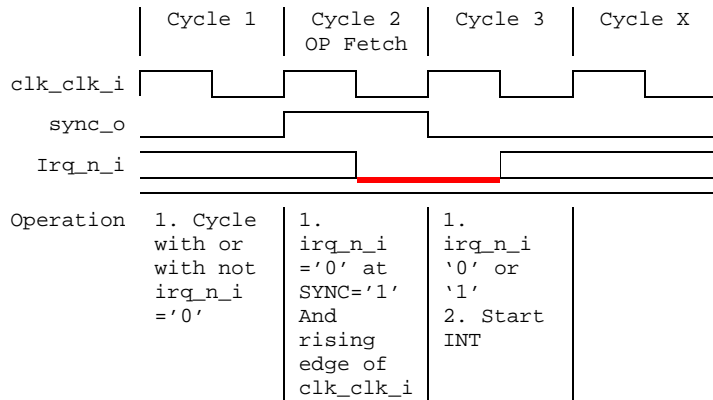 Cycle 1 Cycle 2 Cycle 3 Cycle X
OP Fetch
clk_clk_i
sync_o
Irq_n_i
Operation
1. Cycle
with or
with not
irq_n_i
=’0’
1.
irq_n_i
=’0’ at
SYNC=’1’
And
rising
edge of
clk_clk_i
1.
irq_n_i
‘0’ or
‘1’
2. Start
INT